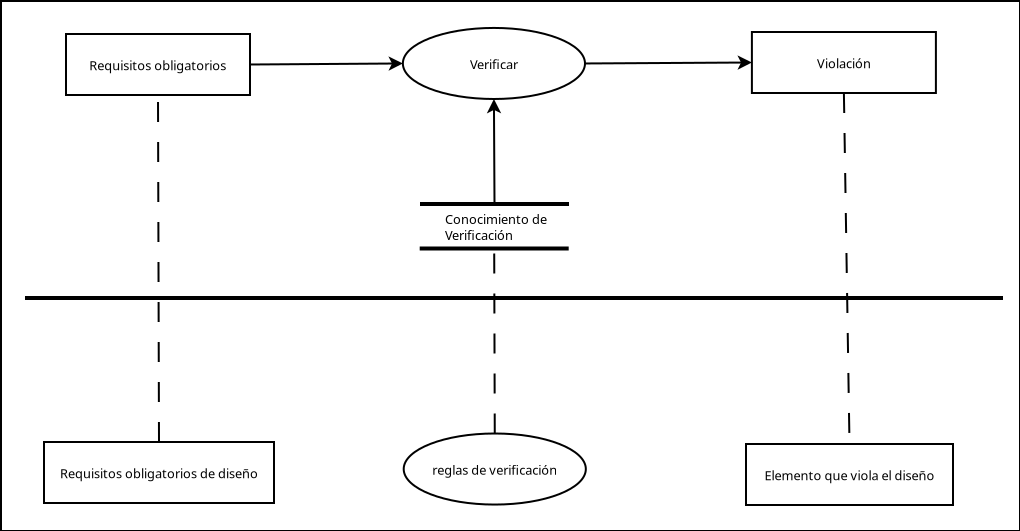 Requisitos obligatorios
Verificar
Violación
Conocimiento de
Verificación
Requisitos obligatorios de diseño
reglas de verificación
Elemento que viola el diseño